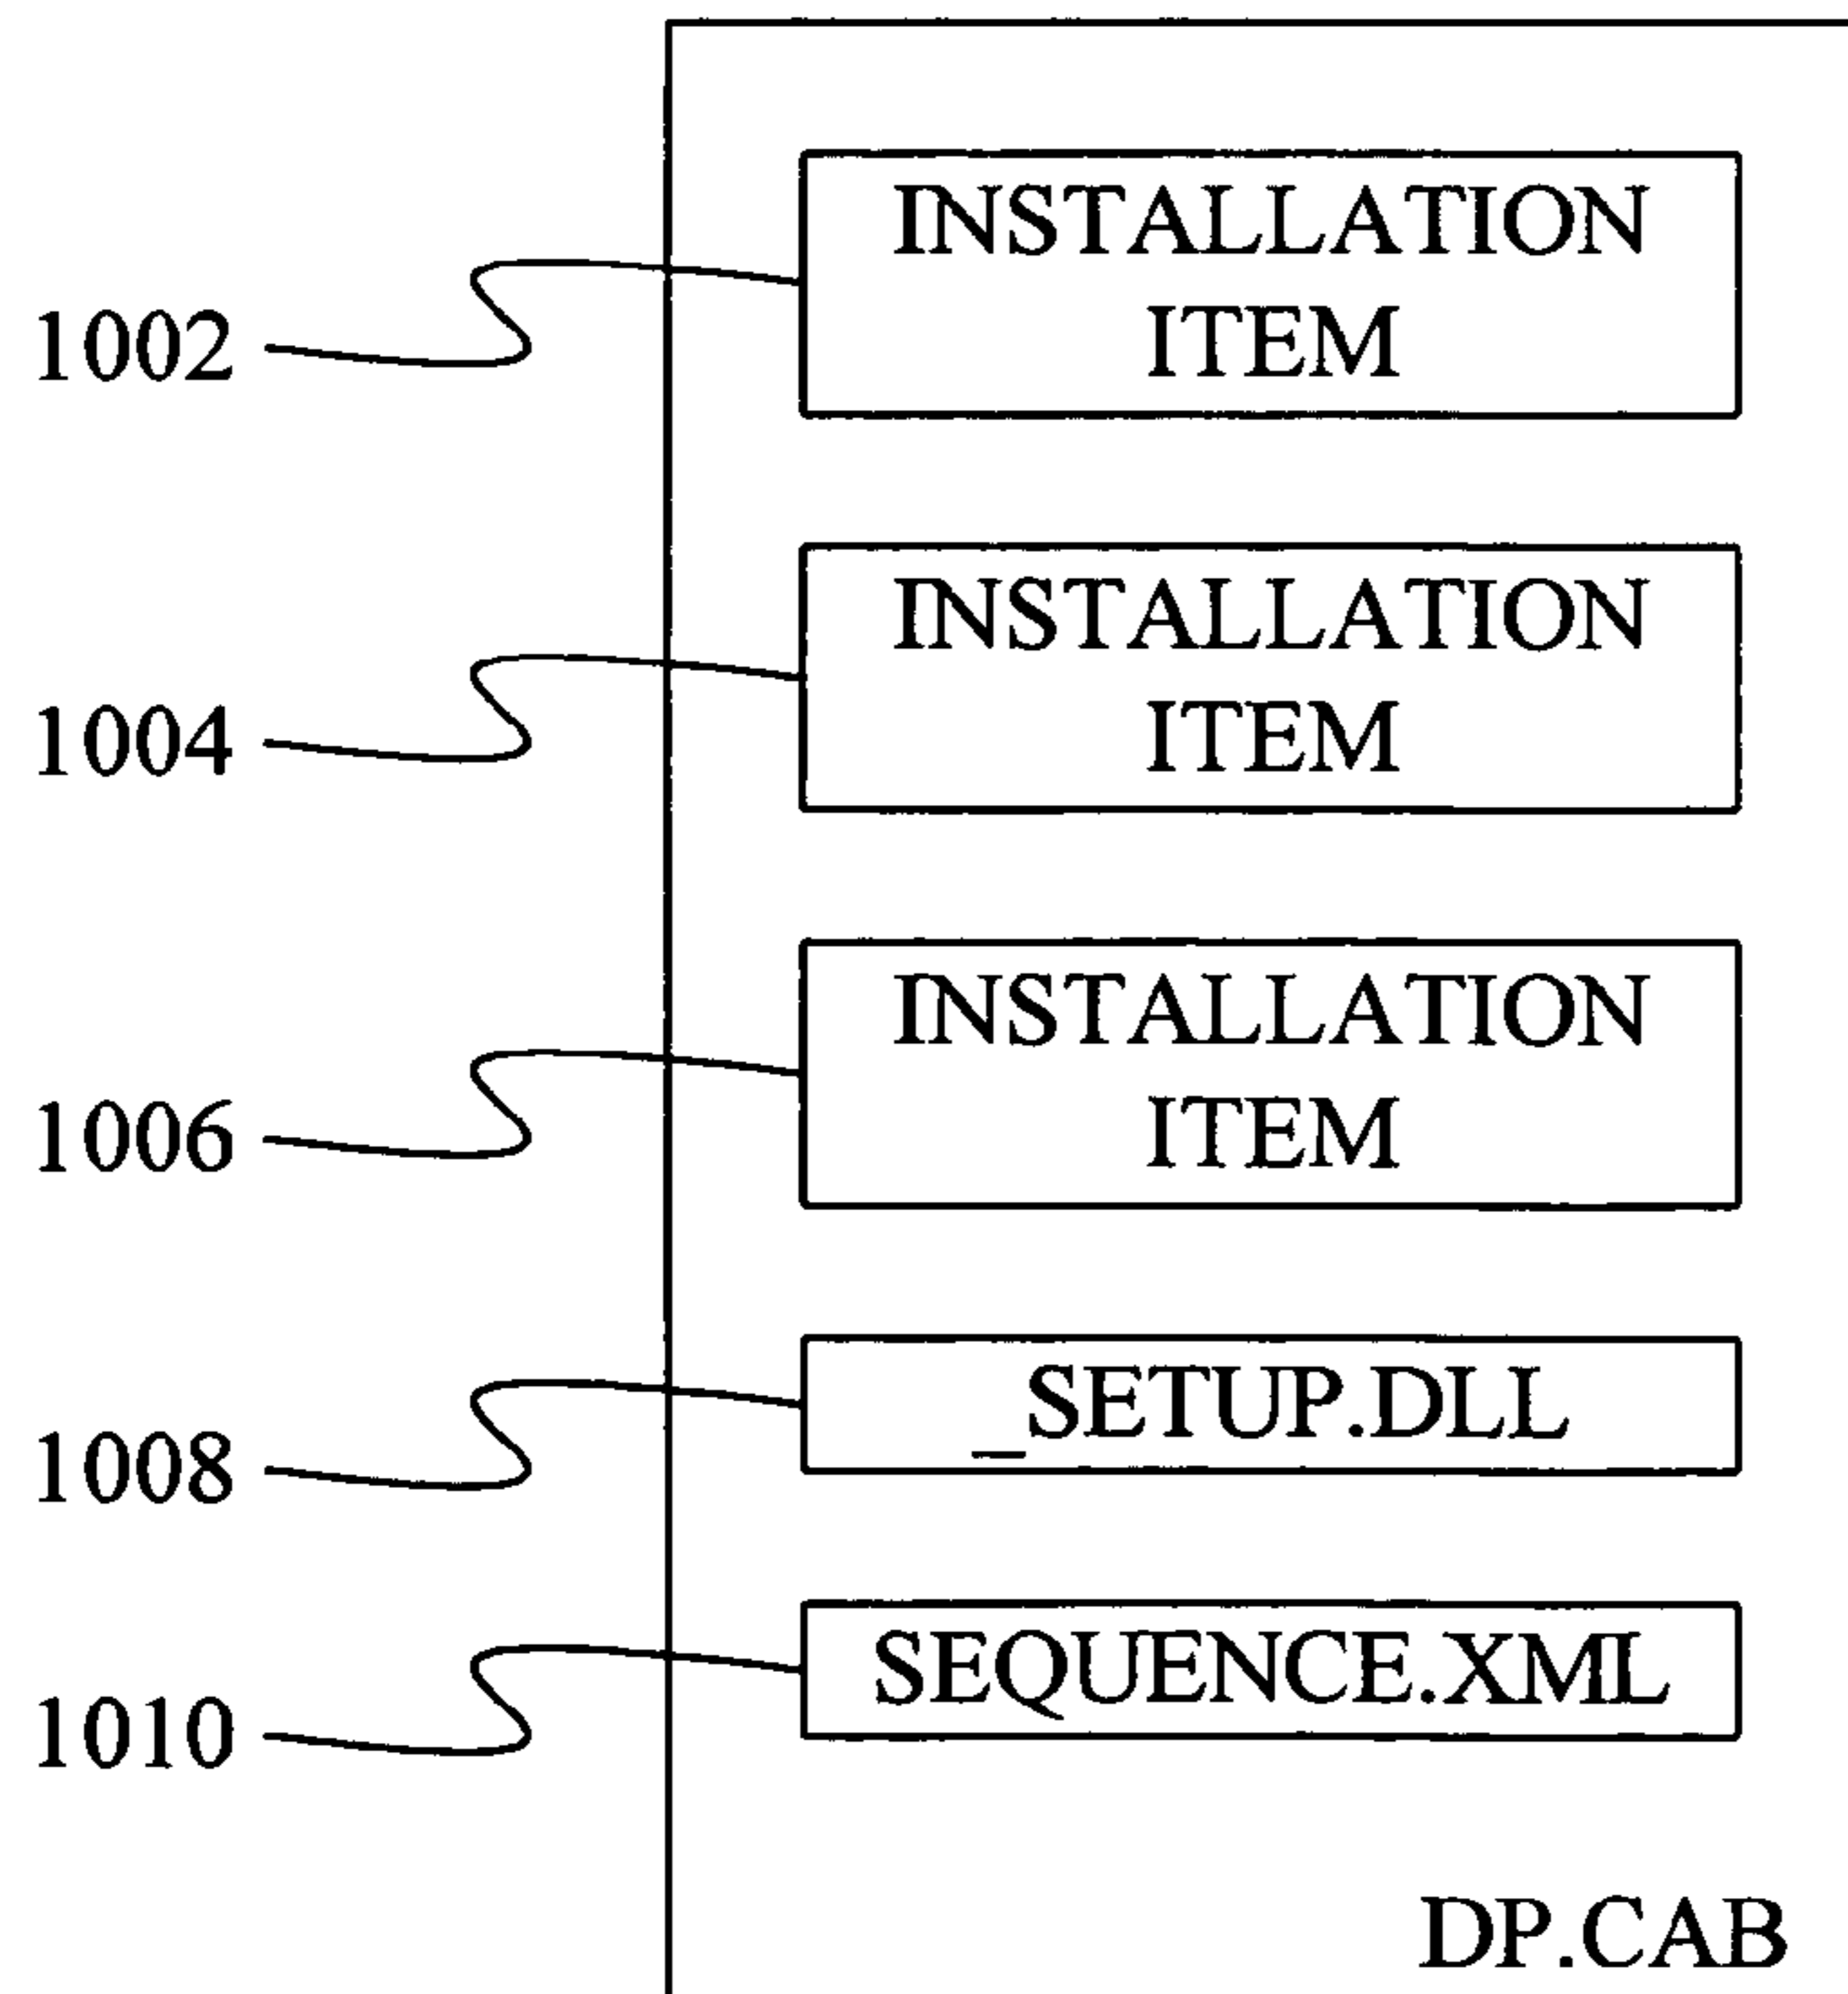 INSTALLATION
ITEM
1002
INSTALLATION
ITEM
1004
INSTALLATION
ITEM
1006
_SETUP.DLL
1008
SEQUENCE.XML
1010
DP.CAB